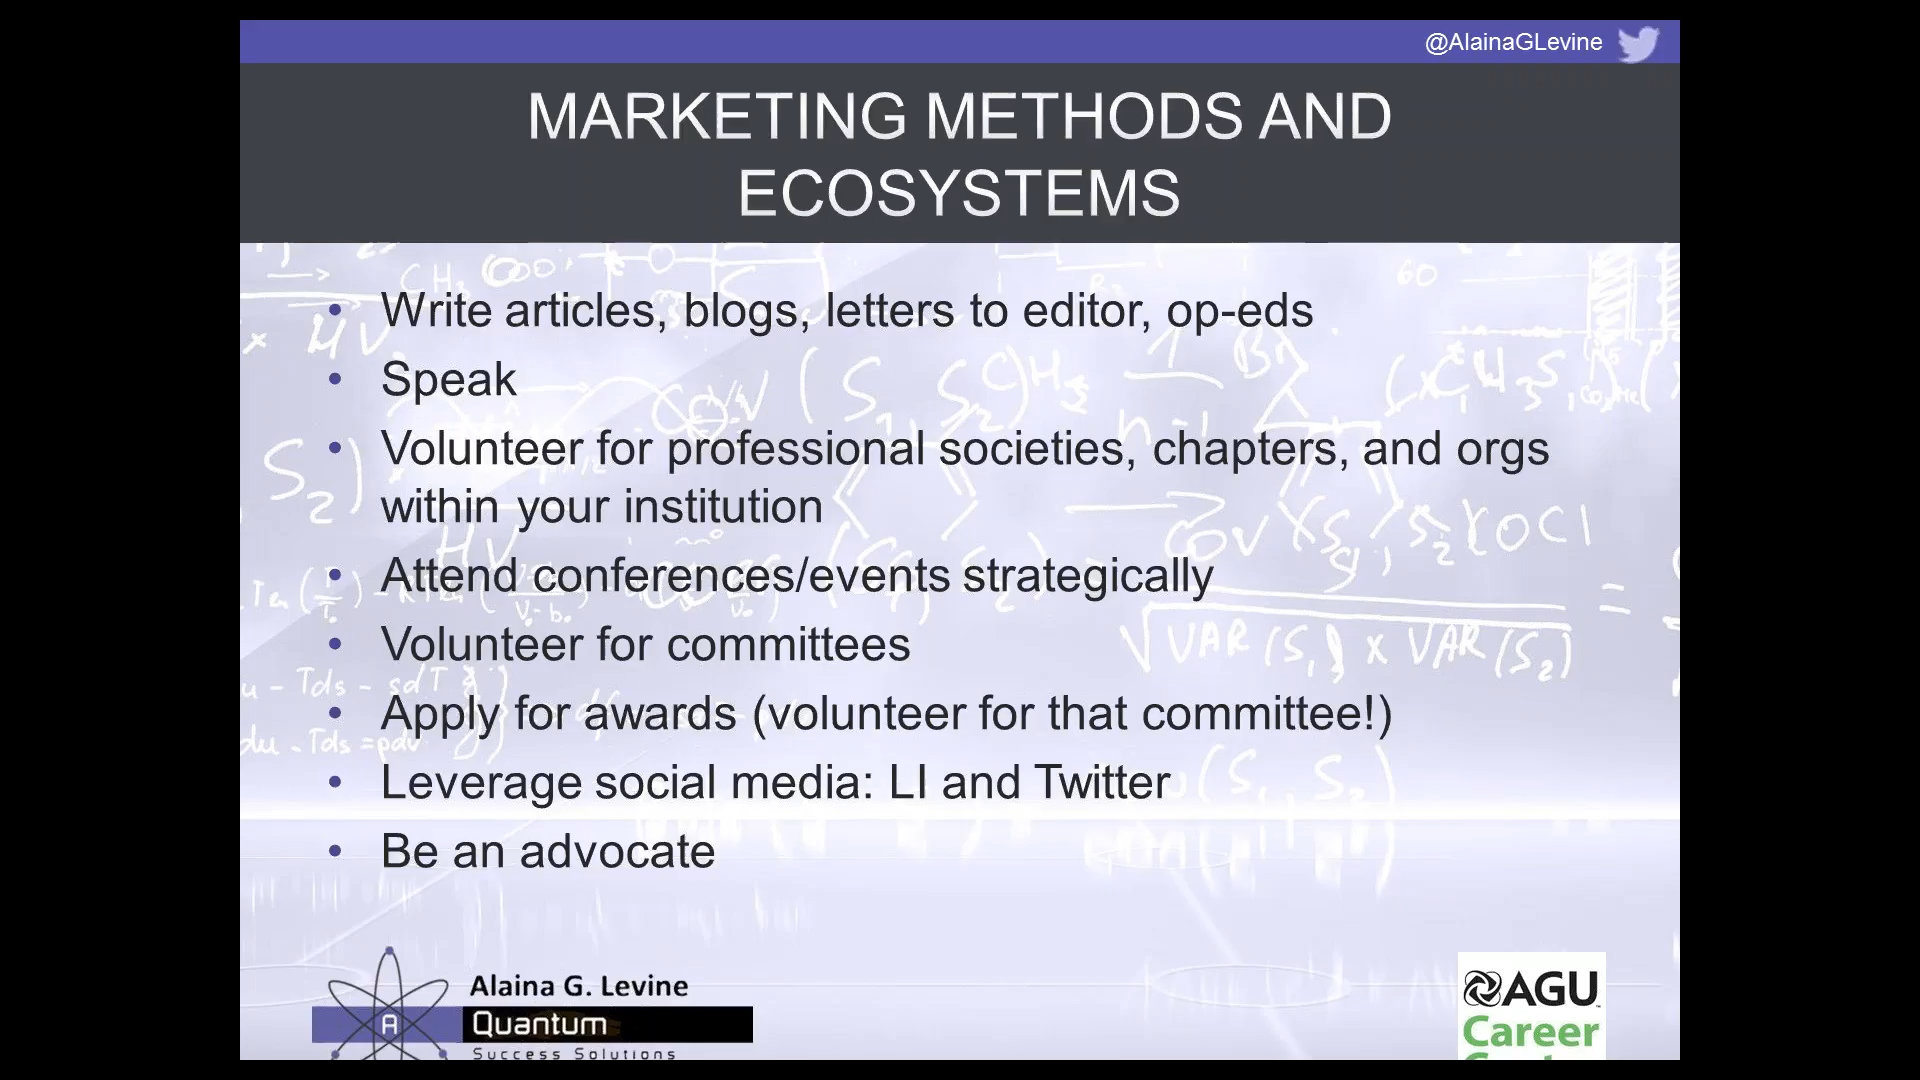 @AlainaGLevine
MARKETING METHODS AND
ECOSYSTEMS
• Write articles, blogs, letters to editor, op-eds
• Speak
• Volunteer for professional societies, chapters, and orgs
within your institution
• Attend conferences/events strategically
• Volunteer for committees
• Apply for awards (volunteer for that committee!)
• Leverage social media: LI and Twitter
• Be an advocate
Alaina G. Levine
A Quantum
Success Solutions
AGU
Career